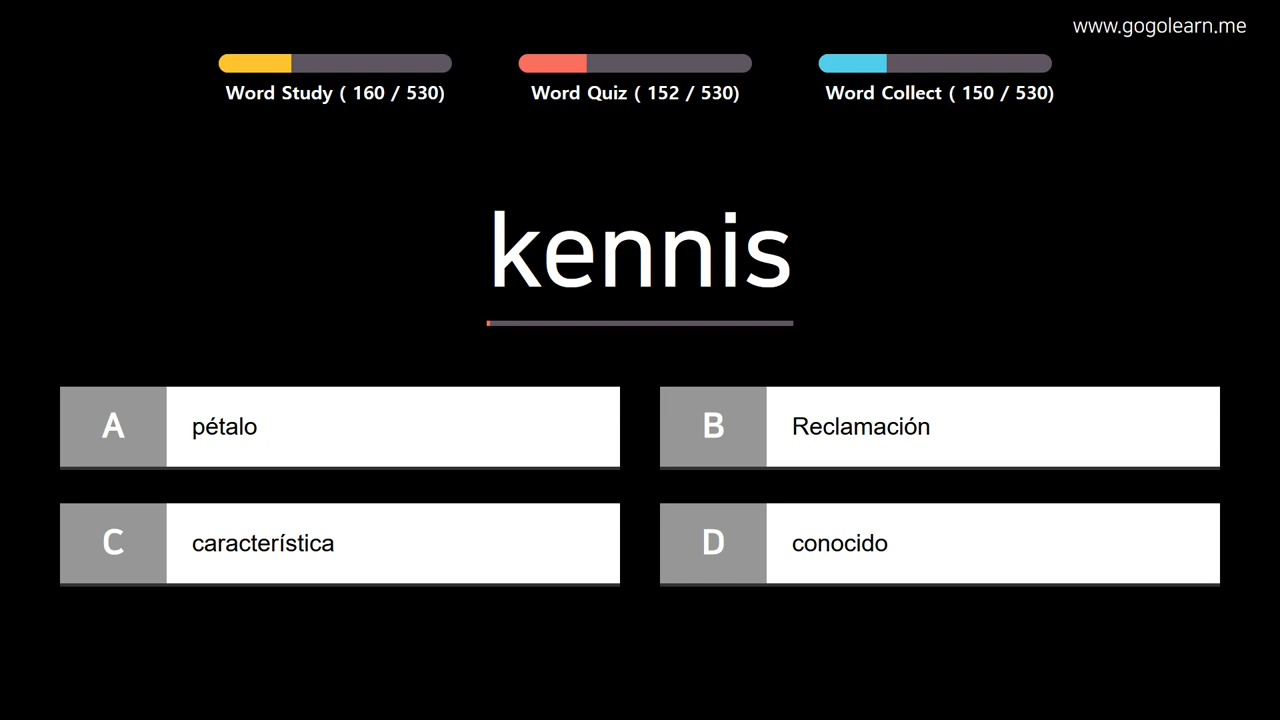 www.gogolearn.me
Word Study ( 160 / 530)
Word Quiz ( 152 / 530)
Word Collect ( 150 / 530)
kennis
A pétalo
B Reclamación
C característica
D conocido